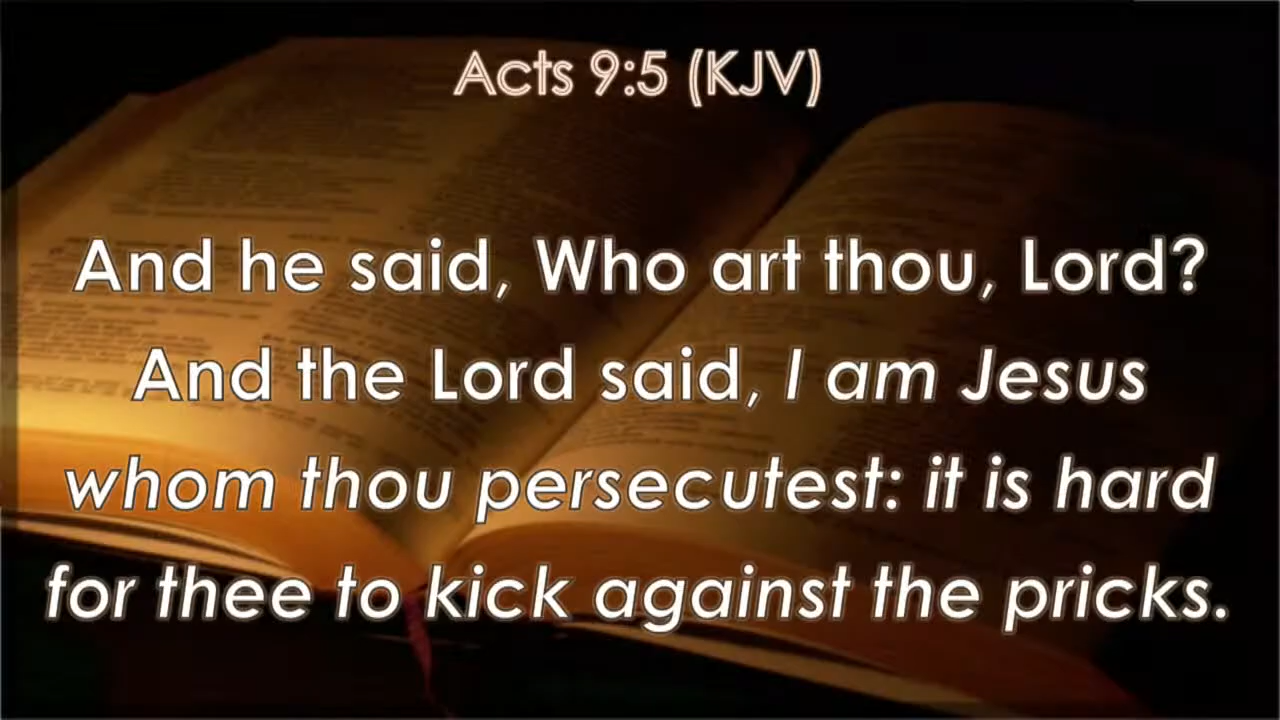 Acts 9:5 (KJV)
And he said, Who art thou, Lord?
And the Lord said, I am Jesus
whom thou persecutest: it is hard
for thee to kick against the pricks.